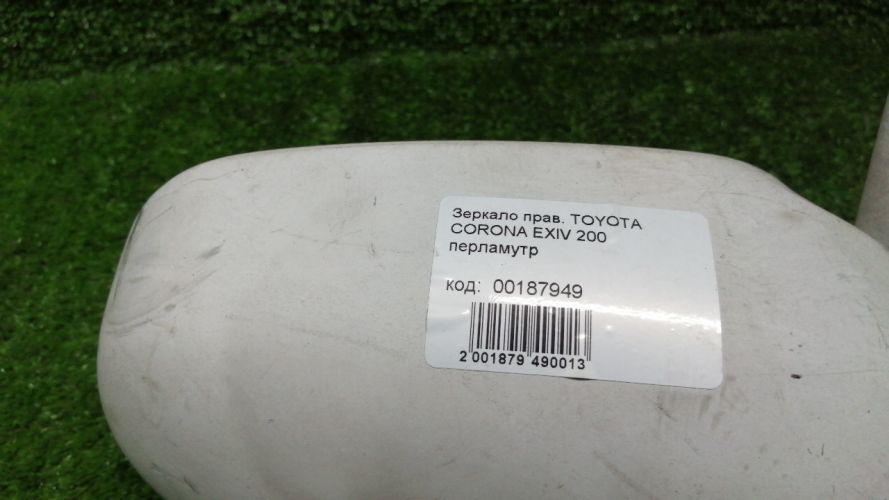 Зеркало прав. TOYOTA
CORONA EXIV 200
перламутр
код: 00187949
2 001879 490013